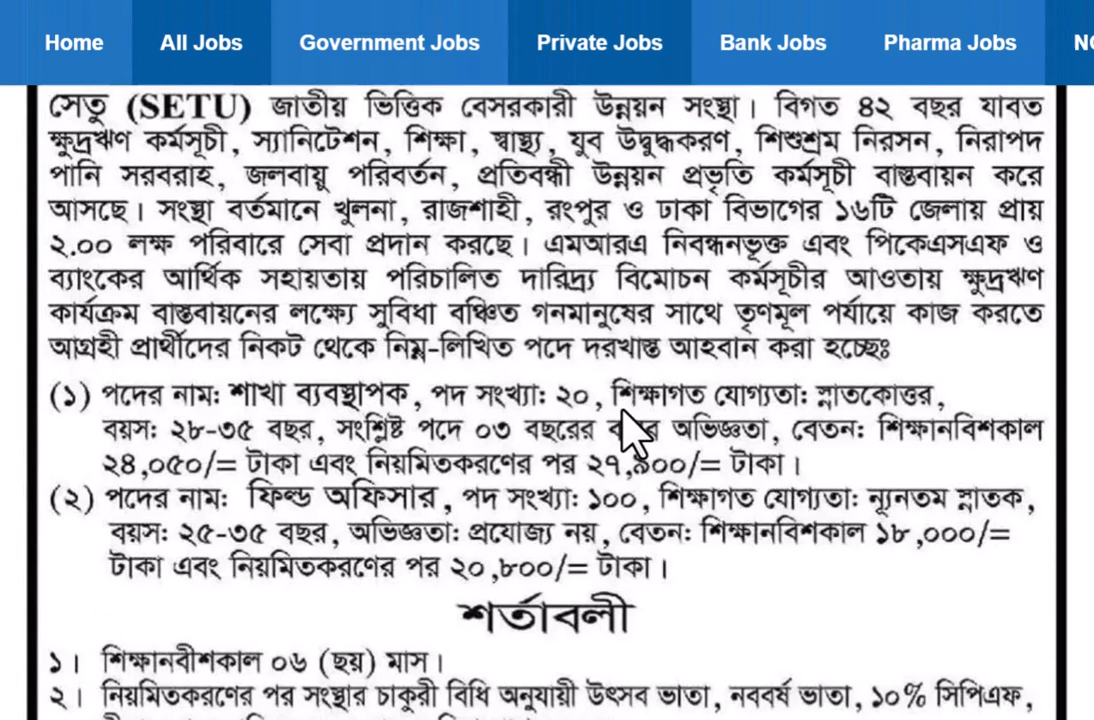 Home All Jobs Government Jobs Private Jobs Bank Jobs Pharma Jobs
সেতু (SETU) জাতীয় ভিত্তিক বেসরকারী উন্নয়ন সংস্থা। বিগত ৪২ বছর যাবত
ক্ষুদ্রঋণ কর্মসূচী, স্যানিটেশন, শিক্ষা, স্বাস্থ্য, যুব উদ্বুদ্ধকরণ, শিশুশ্রম নিরসন, নিরাপদ
পানি সরবরাহ, জলবায়ু পরিবর্তন, প্রতিবন্ধী উন্নয়ন প্রভৃতি কর্মসূচী বাস্তবায়ন করে
আসছে। সংস্থা বর্তমানে খুলনা, রাজশাহী, রংপুর ও ঢাকা বিভাগের ১৬টি জেলায় প্রায়
২.০০ লক্ষ পরিবারে সেবা প্রদান করছে। এমআরএ নিবন্ধনভূক্ত এবং পিকেএসএফ ও
ব্যাংকের আর্থিক সহায়তায় পরিচালিত দারিদ্র্য বিমোচন কর্মসূচীর আওতায় ক্ষুদ্রঋণ
কার্যক্রম বাস্তবায়নের লক্ষ্যে সুবিধা বঞ্চিত গনমানুষের সাথে তৃণমূল পর্যায়ে কাজ করতে
আগ্রহী প্রার্থীদের নিকট থেকে নিম্ন-লিখিত পদে দরখাস্ত আহবান করা হচ্ছেঃ
(১) পদের নাম: শাখা ব্যবস্থাপক, পদ সংখ্যা: ২০, শিক্ষাগত যোগ্যতা: স্নাতকোত্তর,
বয়স: ২৮-৩৫ বছর, সংশ্লিষ্ট পদে ০৩ বছরের অভিজ্ঞতা, বেতন: শিক্ষানবিশকাল
২৪,০৫০/= টাকা এবং নিয়মিতকরণের পর ২৭,৯০০/= টাকা।
(২) পদের নাম: ফিল্ড অফিসার, পদ সংখ্যা: ১০০, শিক্ষাগত যোগ্যতা: ন্যূনতম স্নাতক,
বয়স: ২৫-৩৫ বছর, অভিজ্ঞতা: প্রযোজ্য নয়, বেতন: শিক্ষানবিশকাল ১৮,০০০/=
টাকা এবং নিয়মিতকরণের পর ২০,৮০০/= টাকা।
শর্তাবলী
১। শিক্ষানবীশকাল ০৬ (ছয়) মাস।
২। নিয়মিতকরণের পর সংস্থার চাকুরী বিধি অনুযায়ী উৎসব ভাতা, নববর্ষ ভাতা, ১০% সিপিএফ,